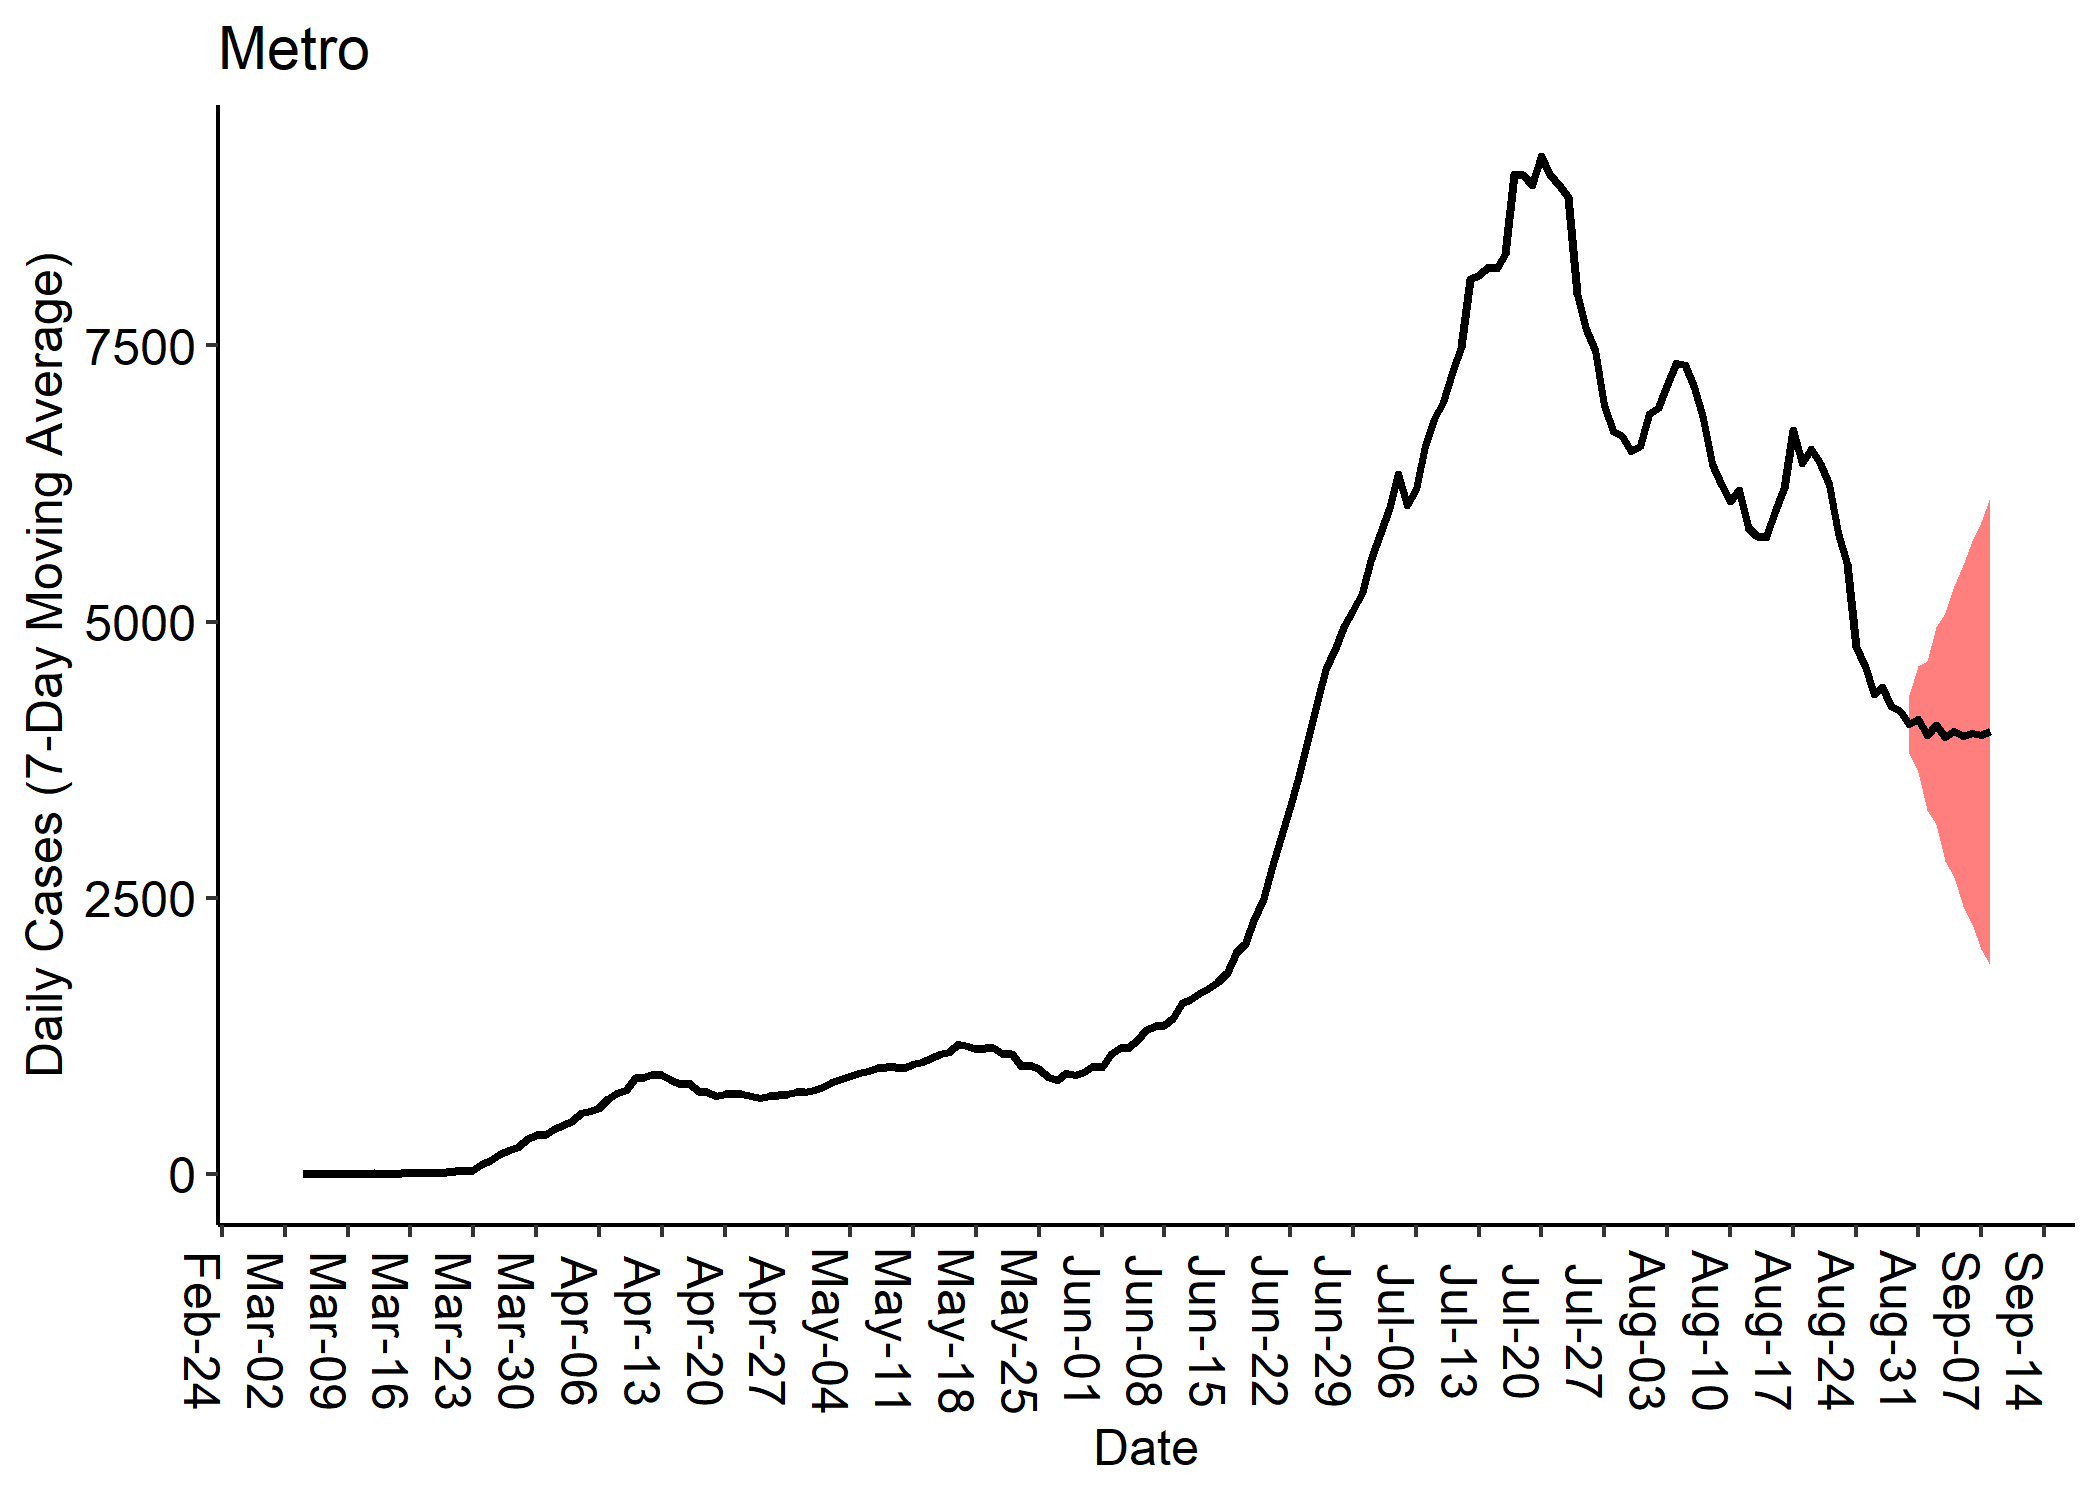 Metro
Daily Cases (7-Day Moving Average)
7500
5000
2500
0
Feb-24
Mar-02
Mar-09
Mar-16
Mar-23
Mar-30
Apr-06
Apr-13
Apr-20
Apr-27
May-04
May-11
May-18
May-25
Jun-01
Jun-08
Jun-15
Jun-22
Jun-29
Jul-06
Jul-13
Jul-20
Jul-27
Aug-03
Aug-10
Aug-17
Aug-24
Aug-31
Sep-07
Sep-14
Date